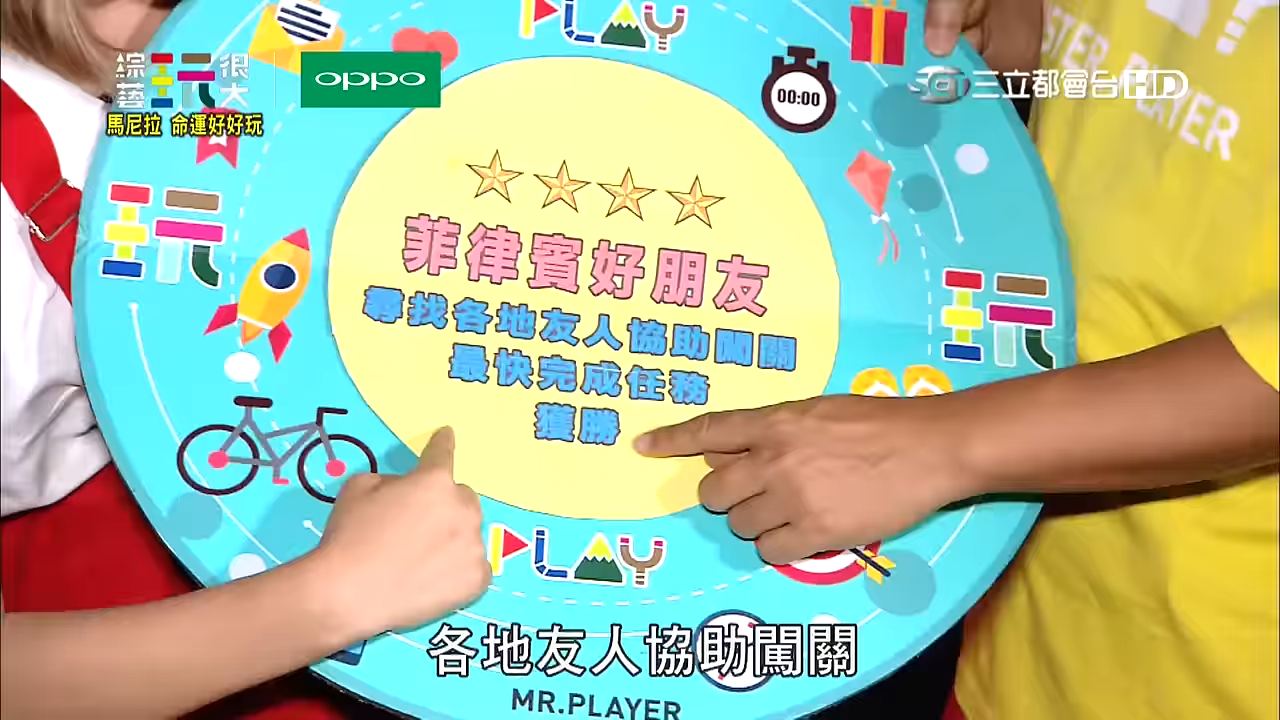 PLAY
綜藝玩很大
oppo
SET 三立都會台HD
馬尼拉 命運好好玩
00:00
STER PLAYER
玩
菲律賓好朋友
尋找各地友人協助闖關
最快完成任務
獲勝
玩
PLAY
各地友人協助闖關
MR.PLAYER